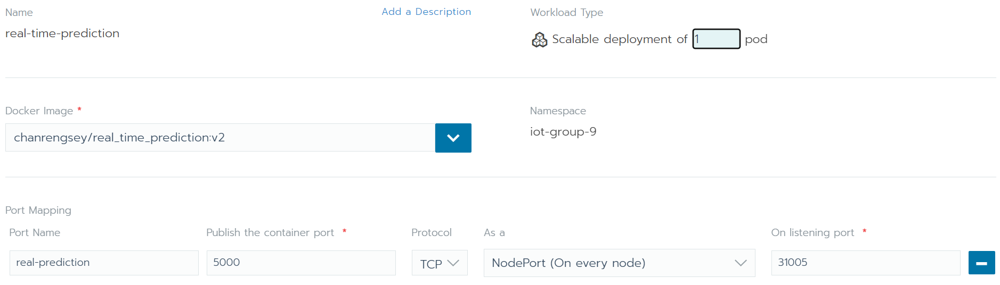 Name
Add a Description
real-time-prediction
Workload Type
Scalable deployment of 1 pod
Docker Image *
chanrengsey/real_time_prediction:v2
Namespace
iot-group-9
Port Mapping
Port Name
Publish the container port *
Protocol
As a
On listening port *
real-prediction
5000
TCP
NodePort (On every node)
31005